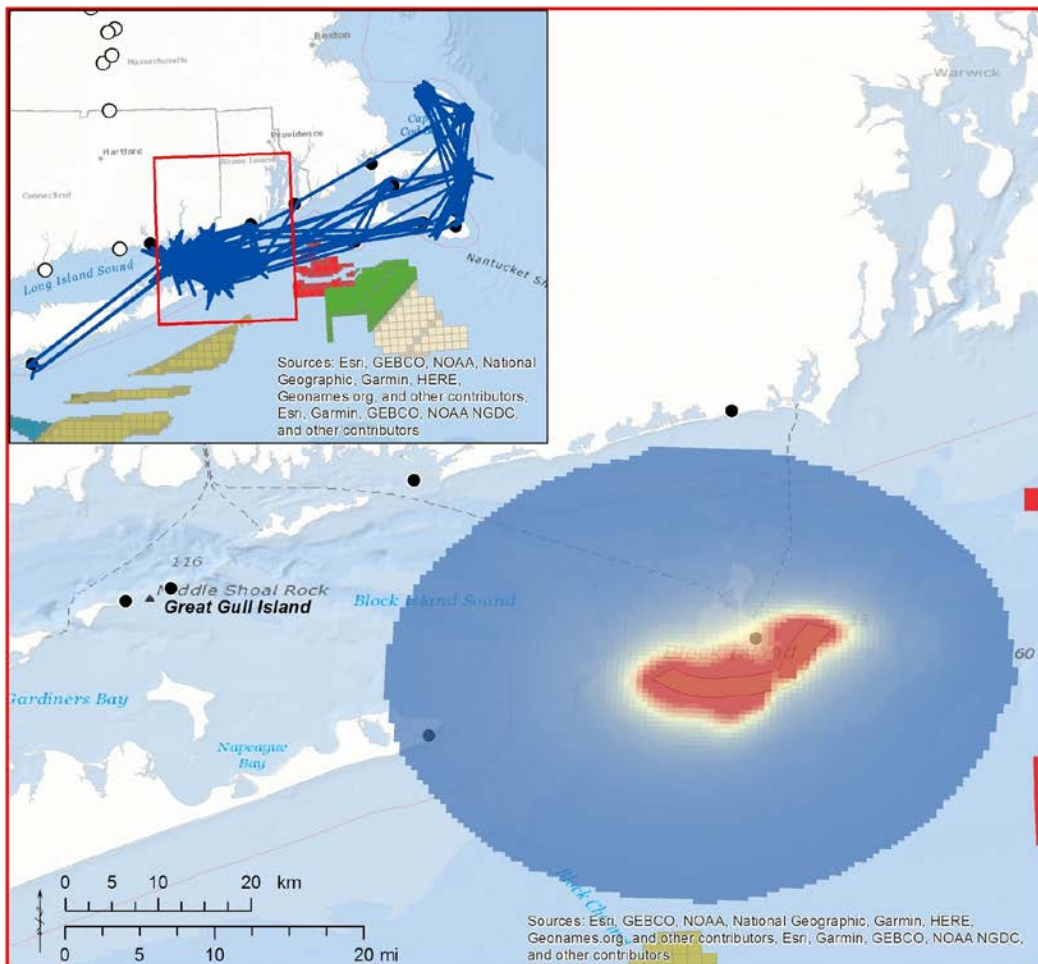 Boston
Massachusetts
Hartford
Providence
Rhode Island
Connecticut
Long Island Sound
Nantucket Sh
Sources: Esri, GEBCO, NOAA, National
Geographic, Garmin, HERE,
Geonames.org, and other contributors,
Esri, Garmin, GEBCO, NOAA NGDC,
and other contributors
Warwick
116
Middle Shoal Rock
Great Gull Island
Block Island Sound
Block Island
60
Gardiners Bay
Napeague
Bay
0 5 10 20 km
0 5 10 20 mi
Sources: Esri, GEBCO, NOAA, National Geographic, Garmin, HERE,
Geonames.org, and other contributors, Esri, Garmin, GEBCO, NOAA NGDC,
and other contributors